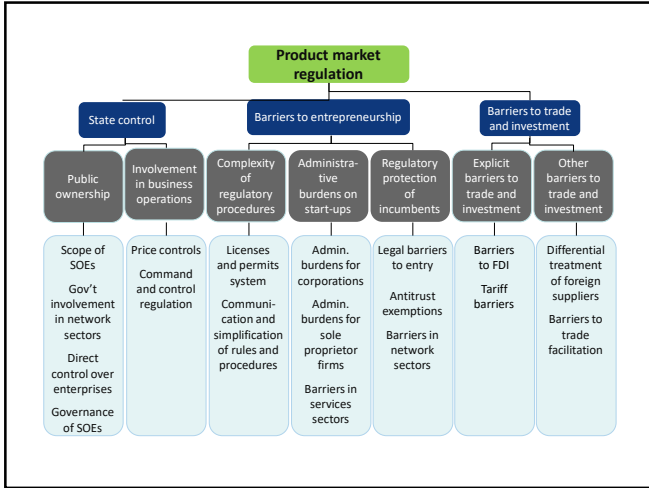 Product market
regulation
State control
Barriers to entrepreneurship
Barriers to trade
and investment
Public
ownership
Involvement
in business
operations
Complexity
of
regulatory
procedures
Administra-
tive
burdens on
start-ups
Regulatory
protection
of
incumbents
Explicit
barriers to
trade and
investment
Other
barriers to
trade and
investment
Scope of
SOEs
Gov't
involvement
in network
sectors
Direct
control over
enterprises
Governance
of SOEs
Price controls
Command
and control
regulation
Licenses
and permits
system
Communi-
cation and
simplification
of rules and
procedures
Admin.
burdens for
corporations
Admin.
burdens for
sole
proprietor
firms
Barriers in
services
sectors
Legal barriers
to entry
Antitrust
exemptions
Barriers in
network
sectors
Barriers
to FDI
Tariff
barriers
Differential
treatment
of foreign
suppliers
Barriers to
trade
facilitation